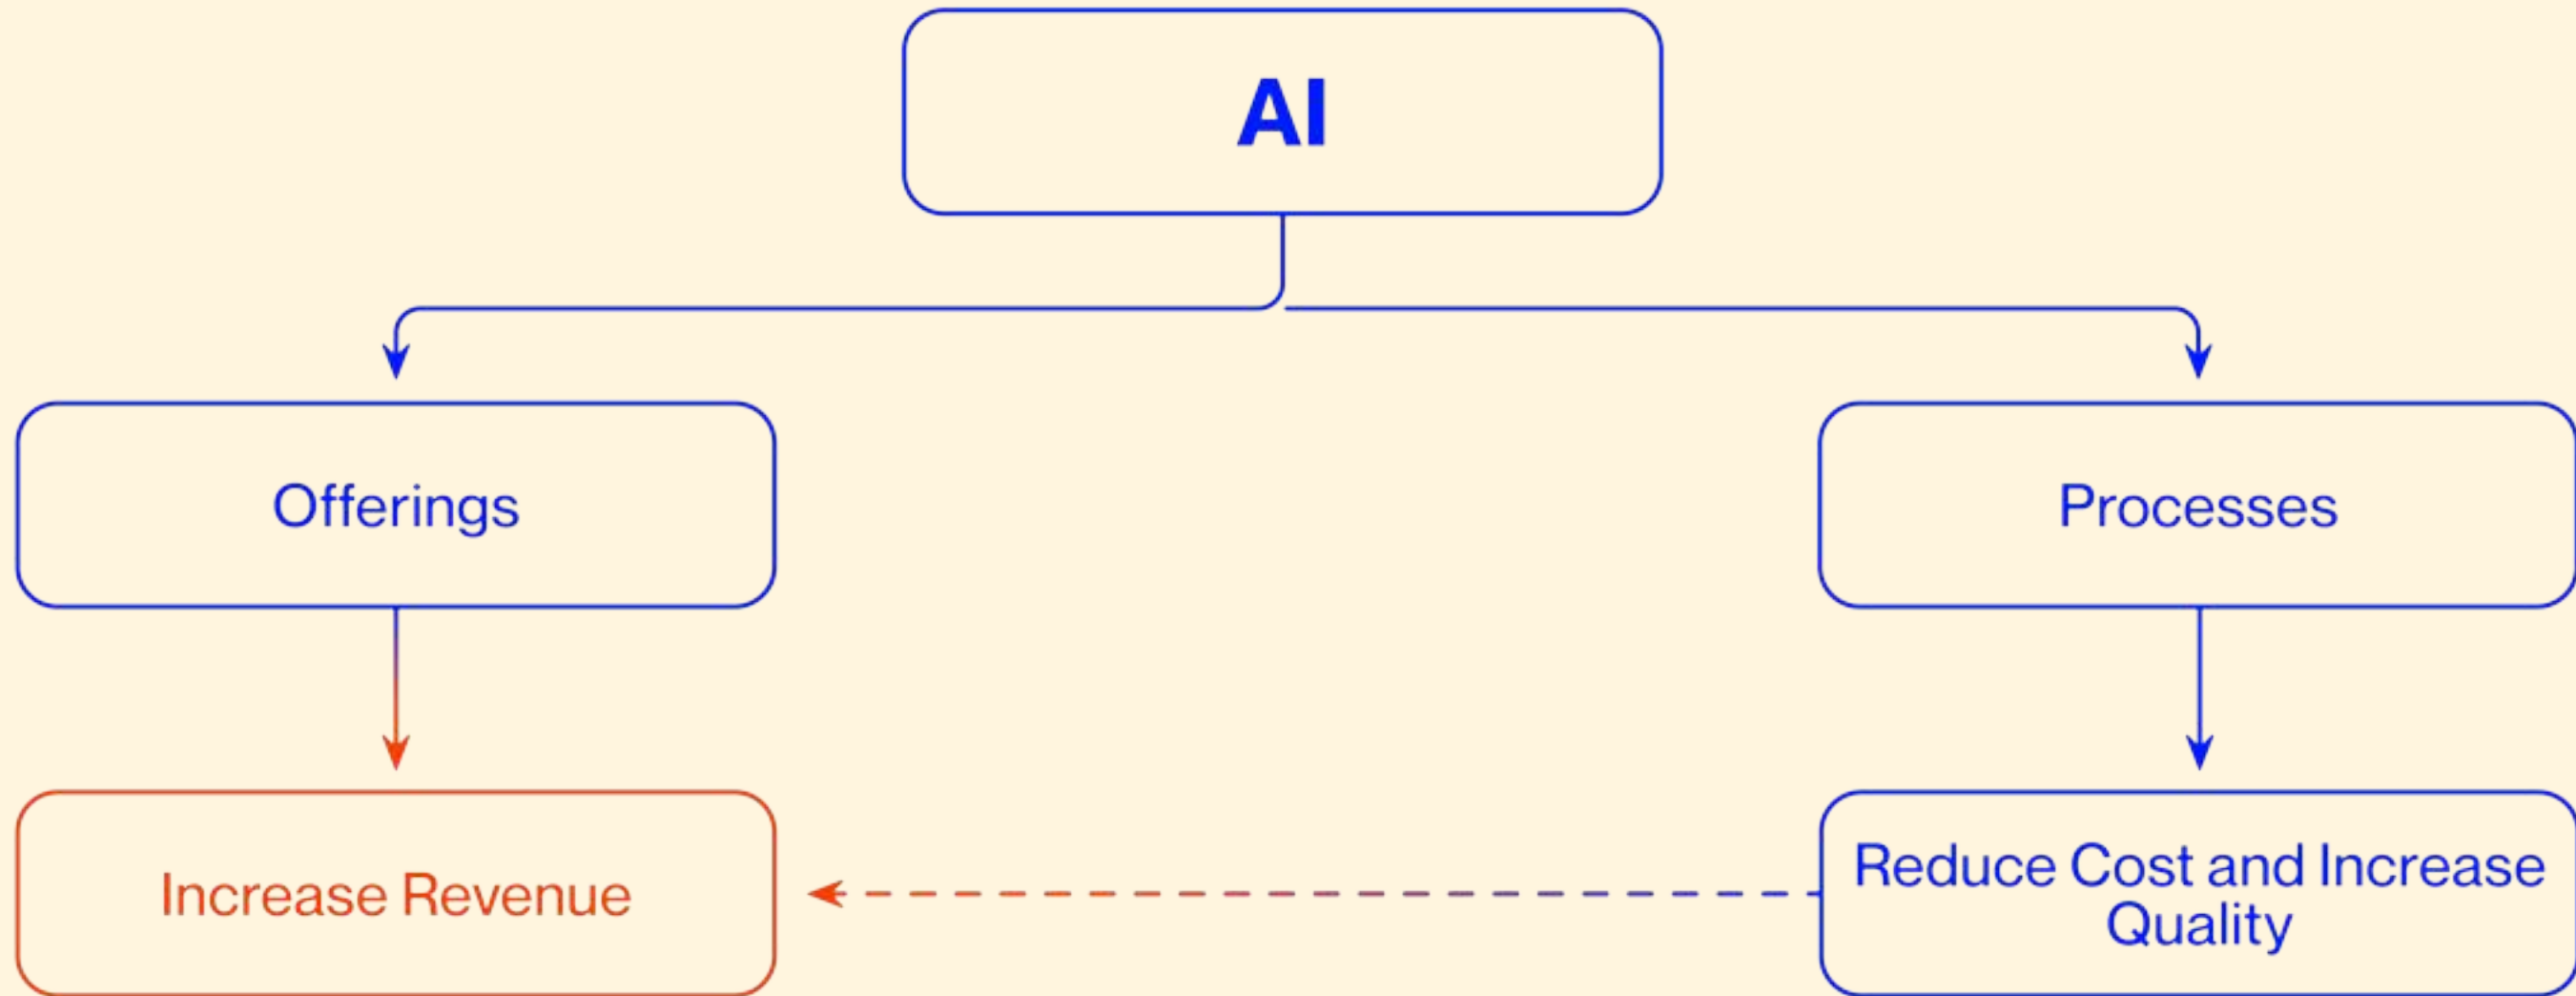 AI
Offerings
Processes
Increase Revenue
Reduce Cost and Increase
Quality